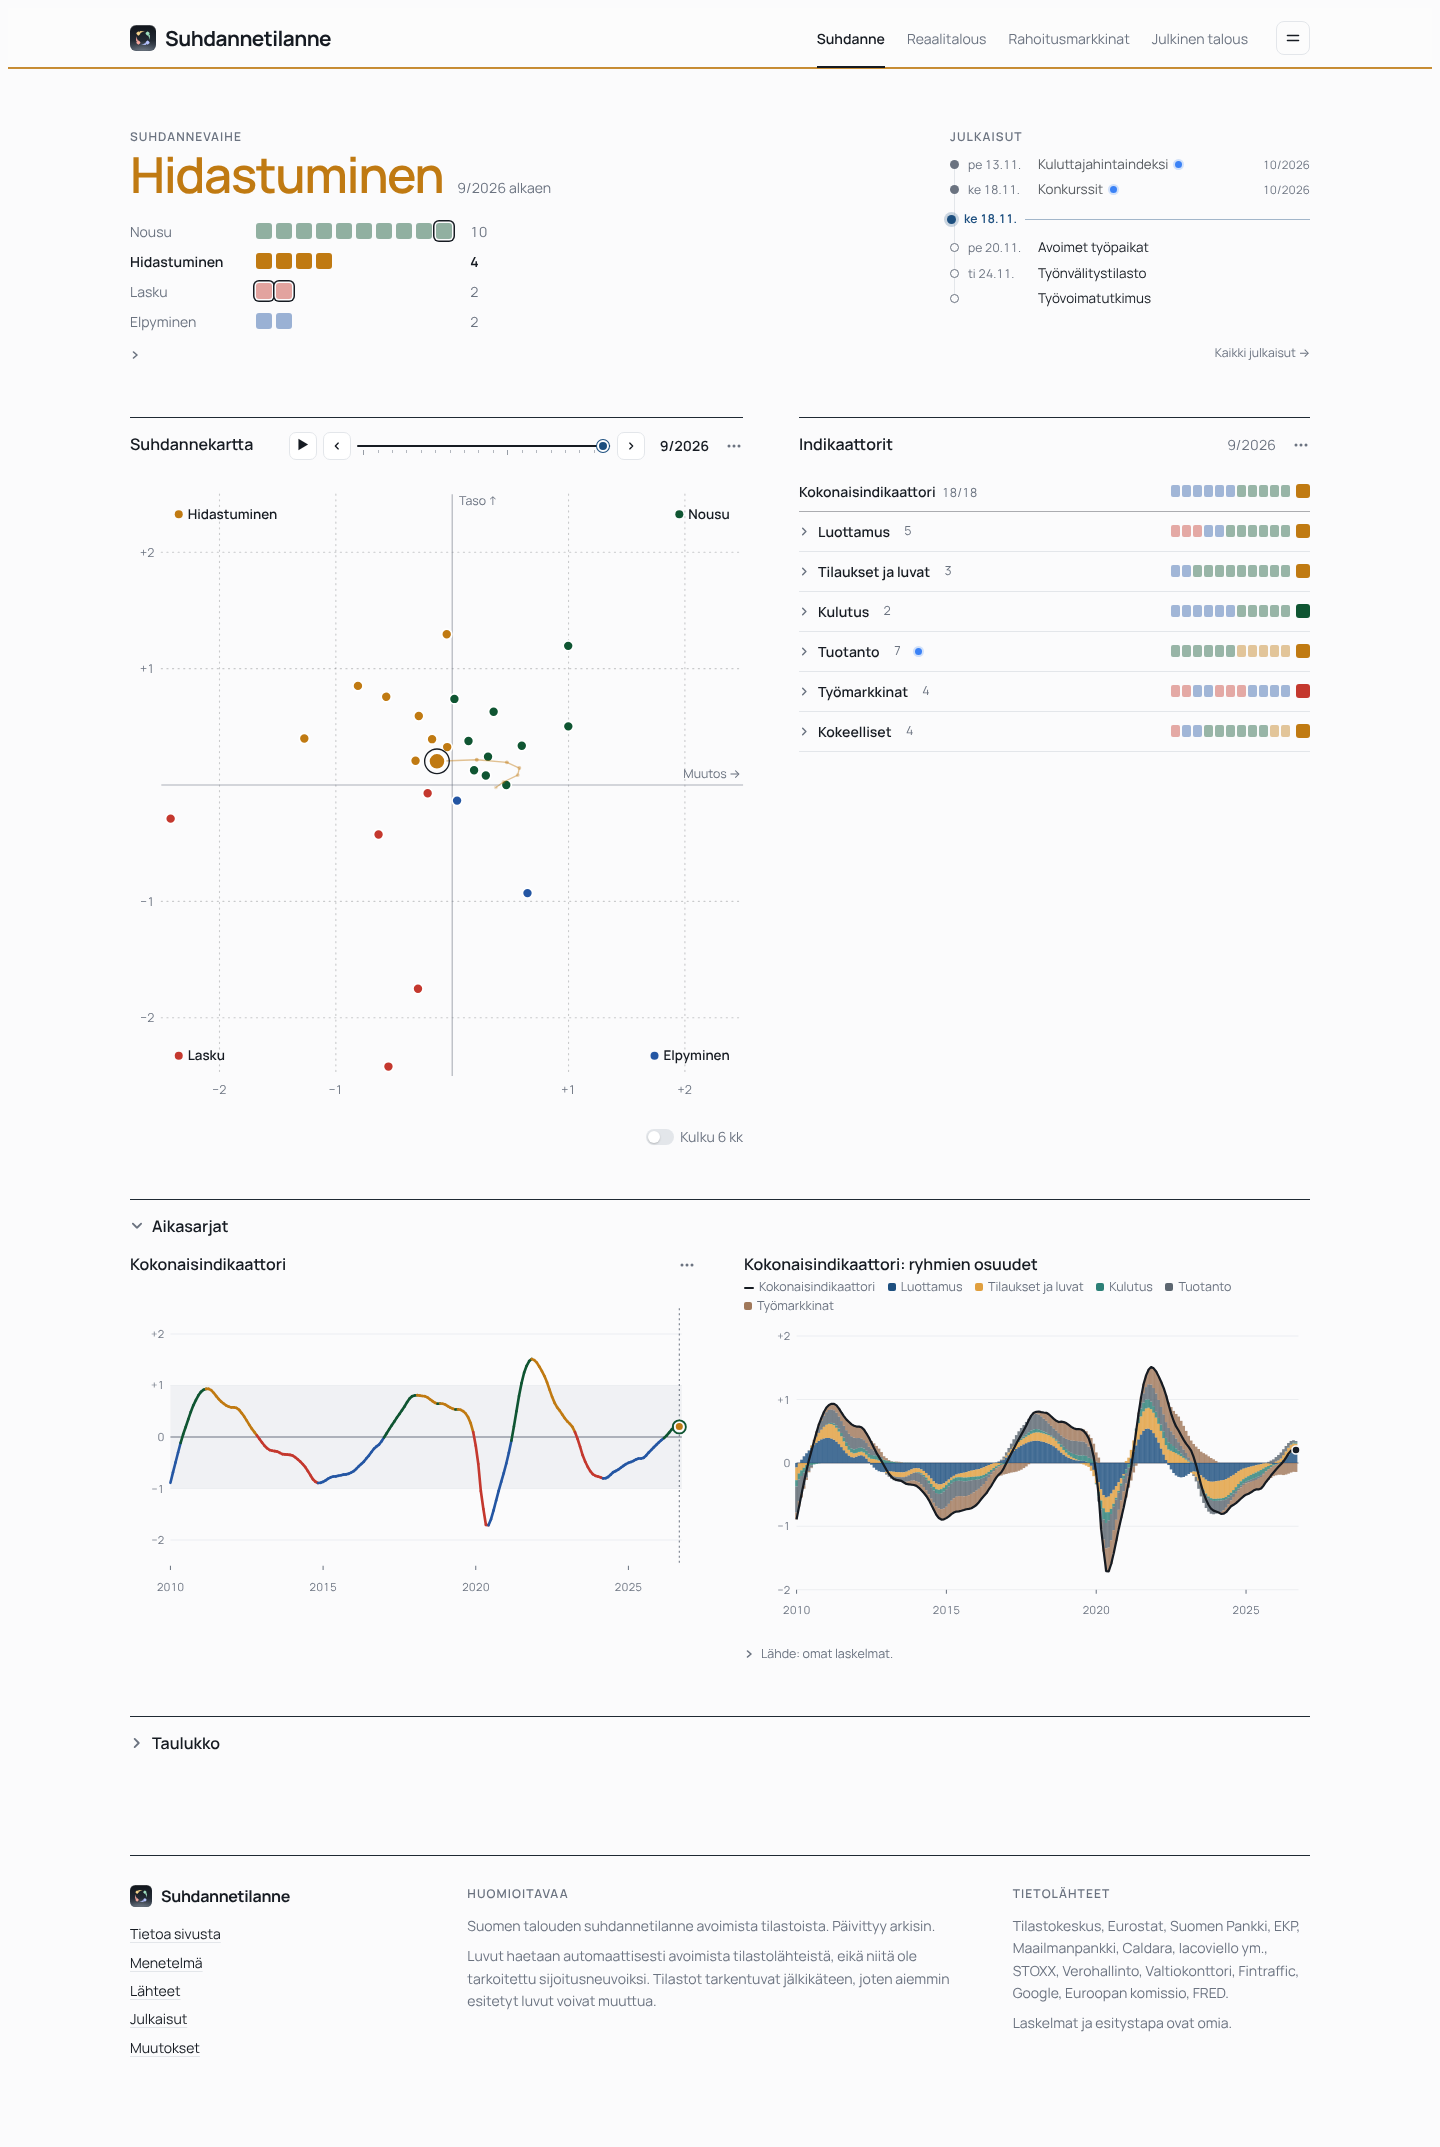 Suhdannetilanne
Suhdanne Reaalitalous Rahoitusmarkkinat Julkinen talous
SUHDANNEVAIHE
Hidastuminen 9/2026 alkaen
Nousu 10
Hidastuminen 4
Lasku 2
Elpyminen 2
JULKAISUT
pe 13.11. Kuluttajahintaindeksi 10/2026
ke 18.11. Konkurssit 10/2026
ke 18.11.
pe 20.11. Avoimet työpaikat
ti 24.11. Työnvälitystilasto
Työvoimatutkimus
Kaikki julkaisut →
Suhdannekartta 9/2026
Taso ↑
Hidastuminen Nousu
+2
+1
Muutos →
−1
−2
Lasku Elpyminen
−2 −1 +1 +2
Kulku 6 kk
Indikaattorit 9/2026
Kokonaisindikaattori 18/18
Luottamus 5
Tilaukset ja luvat 3
Kulutus 2
Tuotanto 7
Työmarkkinat 4
Kokeelliset 4
Aikasarjat
Kokonaisindikaattori
+2
+1
0
−1
−2
2010 2015 2020 2025
Kokonaisindikaattori: ryhmien osuudet
Kokonaisindikaattori Luottamus Tilaukset ja luvat Kulutus Tuotanto
Työmarkkinat
+2
+1
0
−1
−2
2010 2015 2020 2025
Lähde: omat laskelmat.
Taulukko
Suhdannetilanne
Tietoa sivusta
Menetelmä
Lähteet
Julkaisut
Muutokset
HUOMIOITAVAA
Suomen talouden suhdannetilanne avoimista tilastoista. Päivittyy arkisin.
Luvut haetaan automaattisesti avoimista tilastolähteistä, eikä niitä ole
tarkoitettu sijoitusneuvoiksi. Tilastot tarkentuvat jälkikäteen, joten aiemmin
esitetyt luvut voivat muuttua.
TIETOLÄHTEET
Tilastokeskus, Eurostat, Suomen Pankki, EKP,
Maailmanpankki, Caldara, Iacoviello ym.,
STOXX, Verohallinto, Valtiokonttori, Fintraffic,
Google, Euroopan komissio, FRED.
Laskelmat ja esitystapa ovat omia.